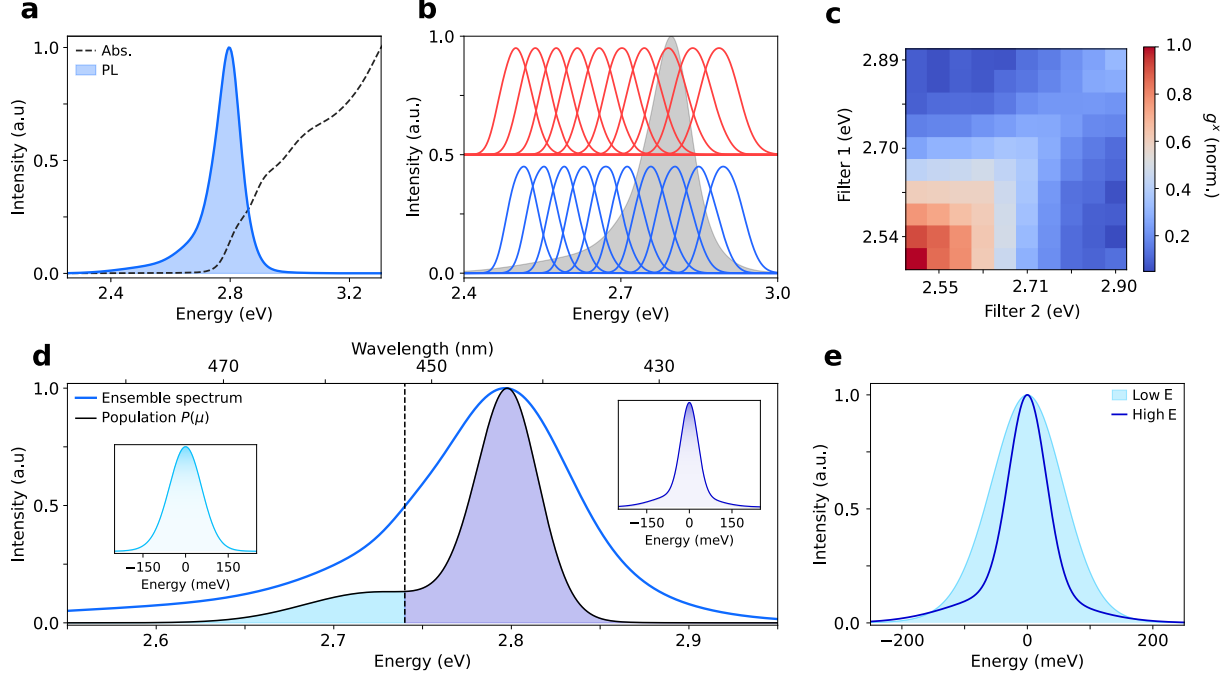 a
1.0
0.5
0.0
Intensity (a.u)
Abs.
PL
2.4
2.8
3.2
Energy (eV)
b
1.0
0.5
0.0
Intensity (a.u.)
2.4
2.7
3.0
Energy (eV)
c
2.89
2.70
2.54
Filter 1 (eV)
2.55
2.71
2.90
Filter 2 (eV)
1.0
0.8
0.6
0.4
0.2
gˣ (norm.)
d
Wavelength (nm)
470
450
430
1.0
0.5
0.0
Intensity (a.u)
Ensemble spectrum
Population P(μ)
−150
0
150
Energy (meV)
−150
0
150
Energy (meV)
2.6
2.7
2.8
2.9
Energy (eV)
e
1.0
0.5
0.0
Intensity (a.u.)
Low E
High E
−200
0
200
Energy (meV)